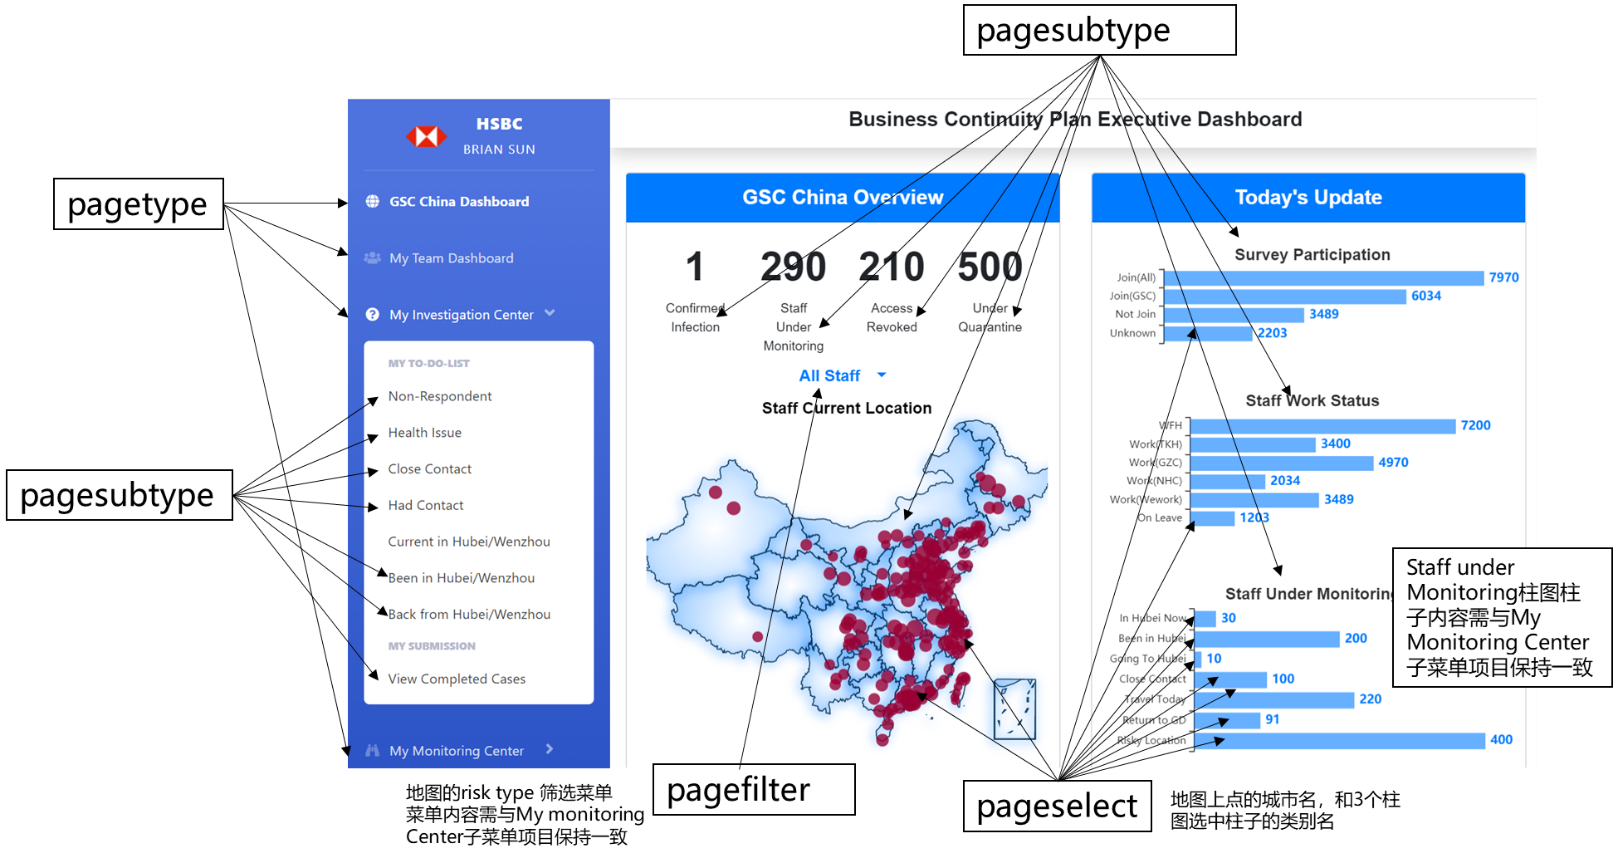 pagesubtype
HSBC
BRIAN SUN
Business Continuity Plan Executive Dashboard
pagetype
GSC China Dashboard
My Team Dashboard
My Investigation Center
MY TO-DO-LIST
Non-Respondent
Health Issue
Close Contact
Had Contact
Current in Hubei/Wenzhou
Been in Hubei/Wenzhou
Back from Hubei/Wenzhou
MY SUBMISSION
View Completed Cases
My Monitoring Center
pagesubtype
GSC China Overview
1
290
210
500
Confirmed
Infection
Staff
Under
Monitoring
Access
Revoked
Under
Quarantine
All Staff
Staff Current Location
Today's Update
Survey Participation
Join(All)
7970
Join(GSC)
6034
Not Join
3489
Unknown
2203
Staff Work Status
WFH
7200
Work(TKH)
3400
Work(GZC)
4970
Work(NHC)
2034
Work(Wework)
3489
On Leave
1203
Staff Under Monitoring
In Hubei Now
30
Been in Hubei
200
Going To Hubei
10
Close Contact
100
Travel Today
220
Return to GD
91
Risky Location
400
Staff under
Monitoring柱图柱
子内容需与My
Monitoring Center
子菜单项目保持一致
地图的risk type 筛选菜单
菜单内容需与My monitoring
Center子菜单项目保持一致
pagefilter
pageselect
地图上点的城市名，和3个柱
图选中柱子的类别名